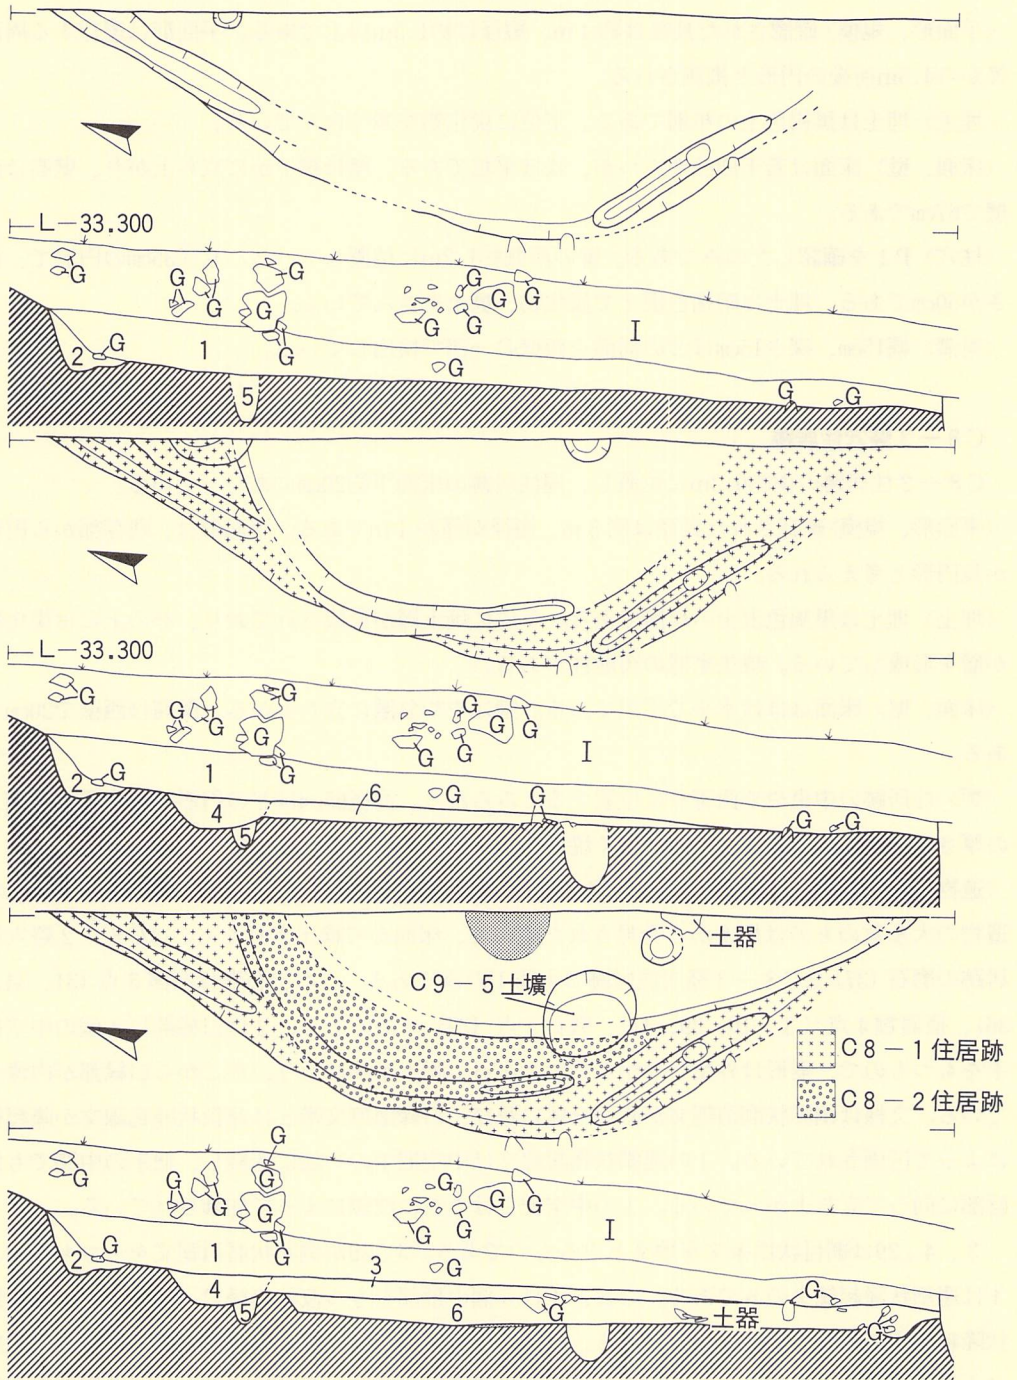 L-33.300
G
G G G
G G G G
G I
2 G 1 G G
5 G G
L-33.300
G G G
G G G G G I
2 G 1 G G
4 6 G G G
5
土器
C9-5土壙
C8-1住居跡
C8-2住居跡
G
G G G G G
G G G G I
2 G 1 G 3 G
4 G G
5 6 土器 G